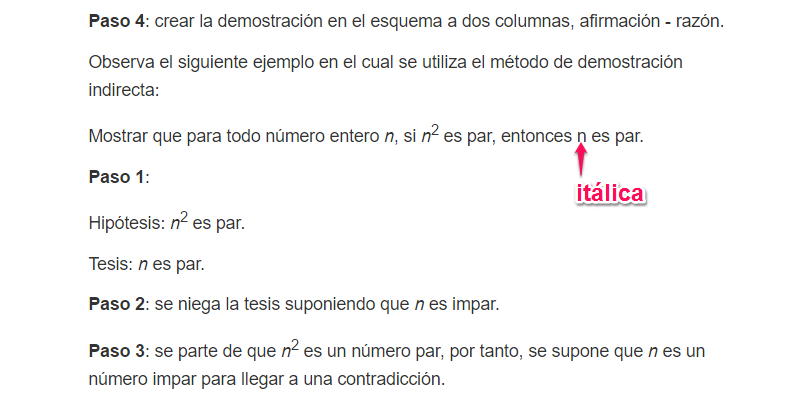 Paso 4: crear la demostración en el esquema a dos columnas, afirmación - razón.
Observa el siguiente ejemplo en el cual se utiliza el método de demostración
indirecta:
Mostrar que para todo número entero n, si n² es par, entonces n es par.
itálica
Paso 1:
Hipótesis: n² es par.
Tesis: n es par.
Paso 2: se niega la tesis suponiendo que n es impar.
Paso 3: se parte de que n² es un número par, por tanto, se supone que n es un
número impar para llegar a una contradicción.